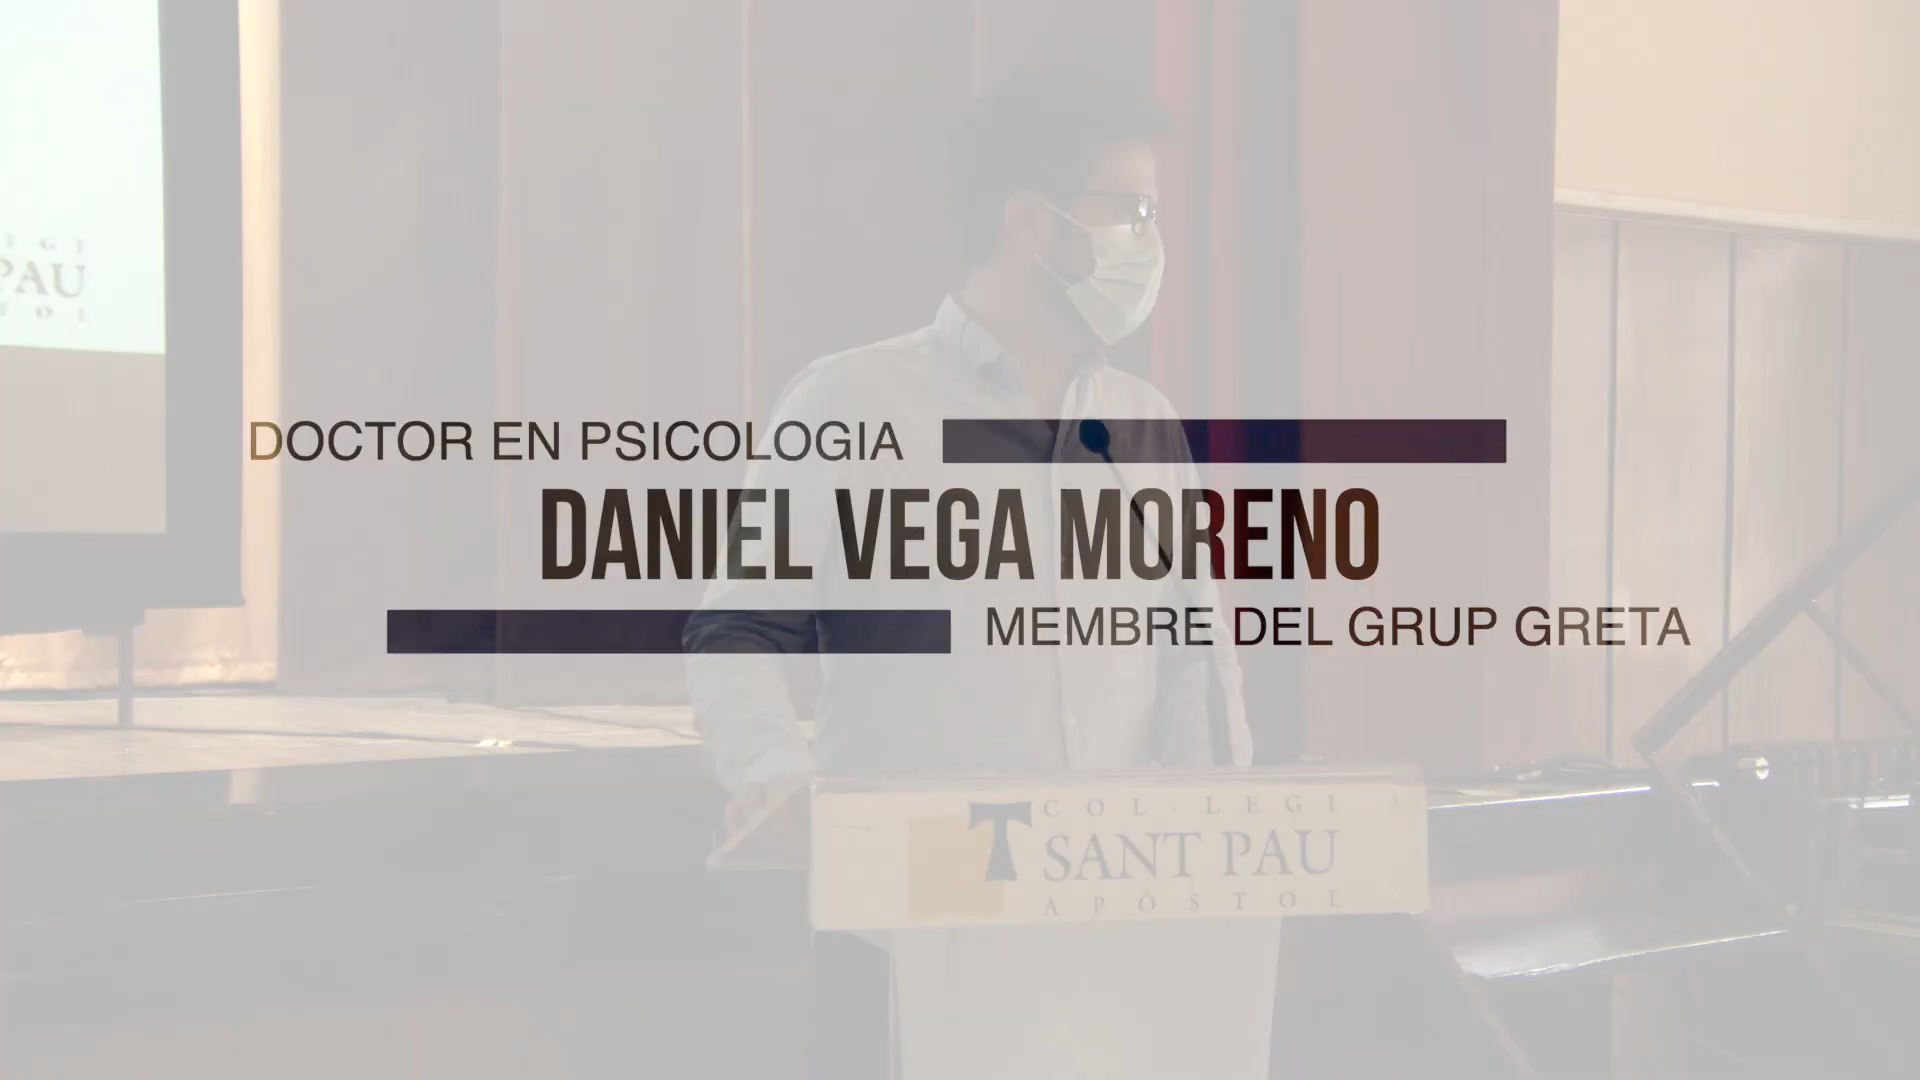 PAU
DOCTOR EN PSICOLOGIA
DANIEL VEGA MORENO
MEMBRE DEL GRUP GRETA
COL·LEGI
SANT PAU
APÒSTOL